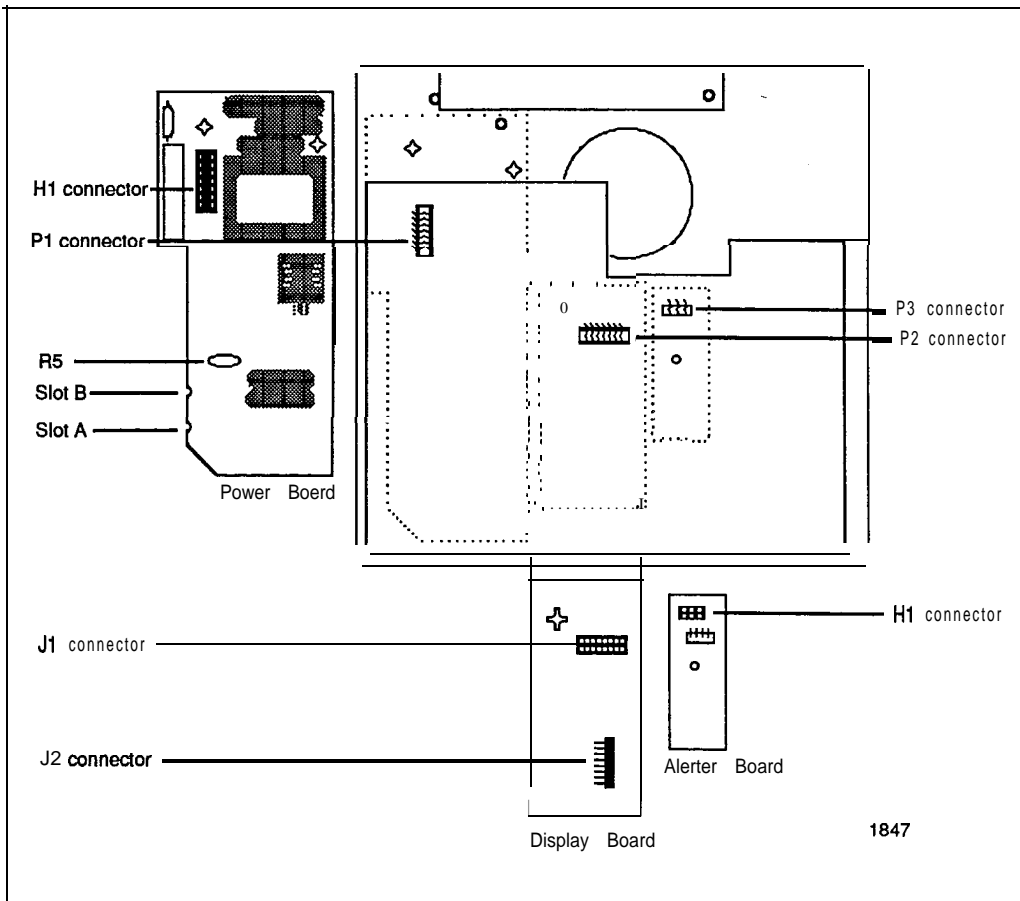 H1 connector
P1 connector
P3 connector
0
P2 connector
R5
Slot B
Slot A
Power Boerd
J1 connector
H1 connector
J2 connector
Alerter Board
Display Board
1847